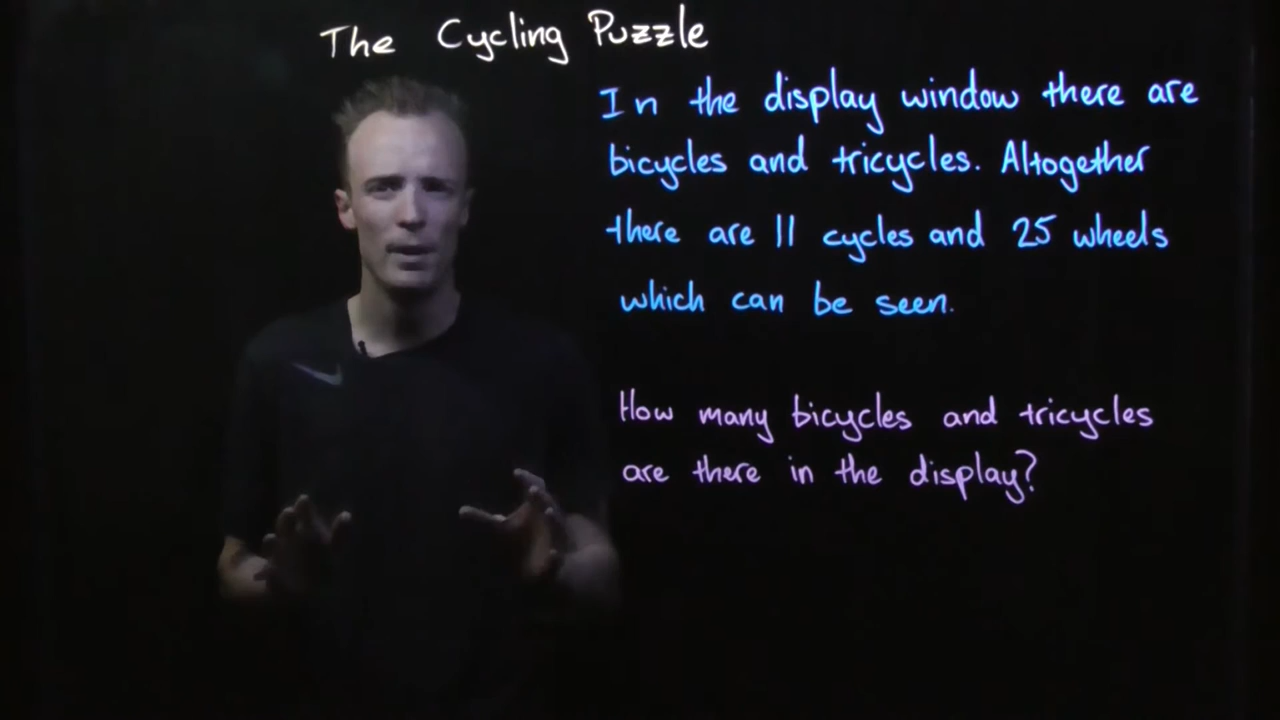 The Cycling Puzzle
In the display window there are
bicycles and tricycles. Altogether
there are 11 cycles and 25 wheels
which can be seen.
How many bicycles and tricycles
are there in the display?